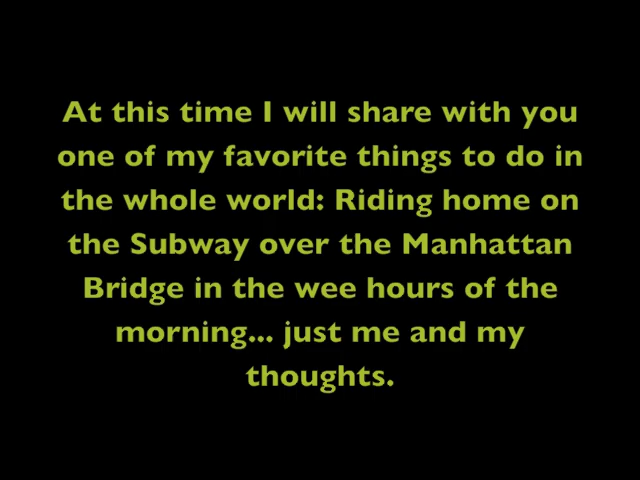 At this time I will share with you
one of my favorite things to do in
the whole world: Riding home on
the Subway over the Manhattan
Bridge in the wee hours of the
morning... just me and my
thoughts.